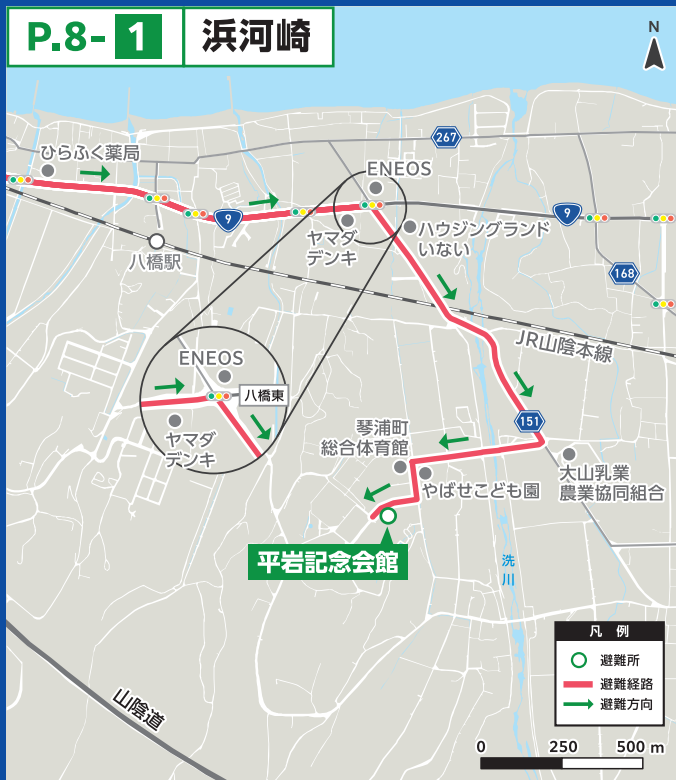 P.8-1 浜河崎
N
267
ひらふく薬局
ENEOS
9
9
ヤマダ
デンキ
ハウジングランド
いない
八橋駅
168
JR山陰本線
ENEOS
八橋東
ヤマダ
デンキ
151
琴浦町
総合体育館
やばせこども園
大山乳業
農業協同組合
平岩記念会館
洗川
山陰道
凡 例
避難所
避難経路
避難方向
0 250 500 m